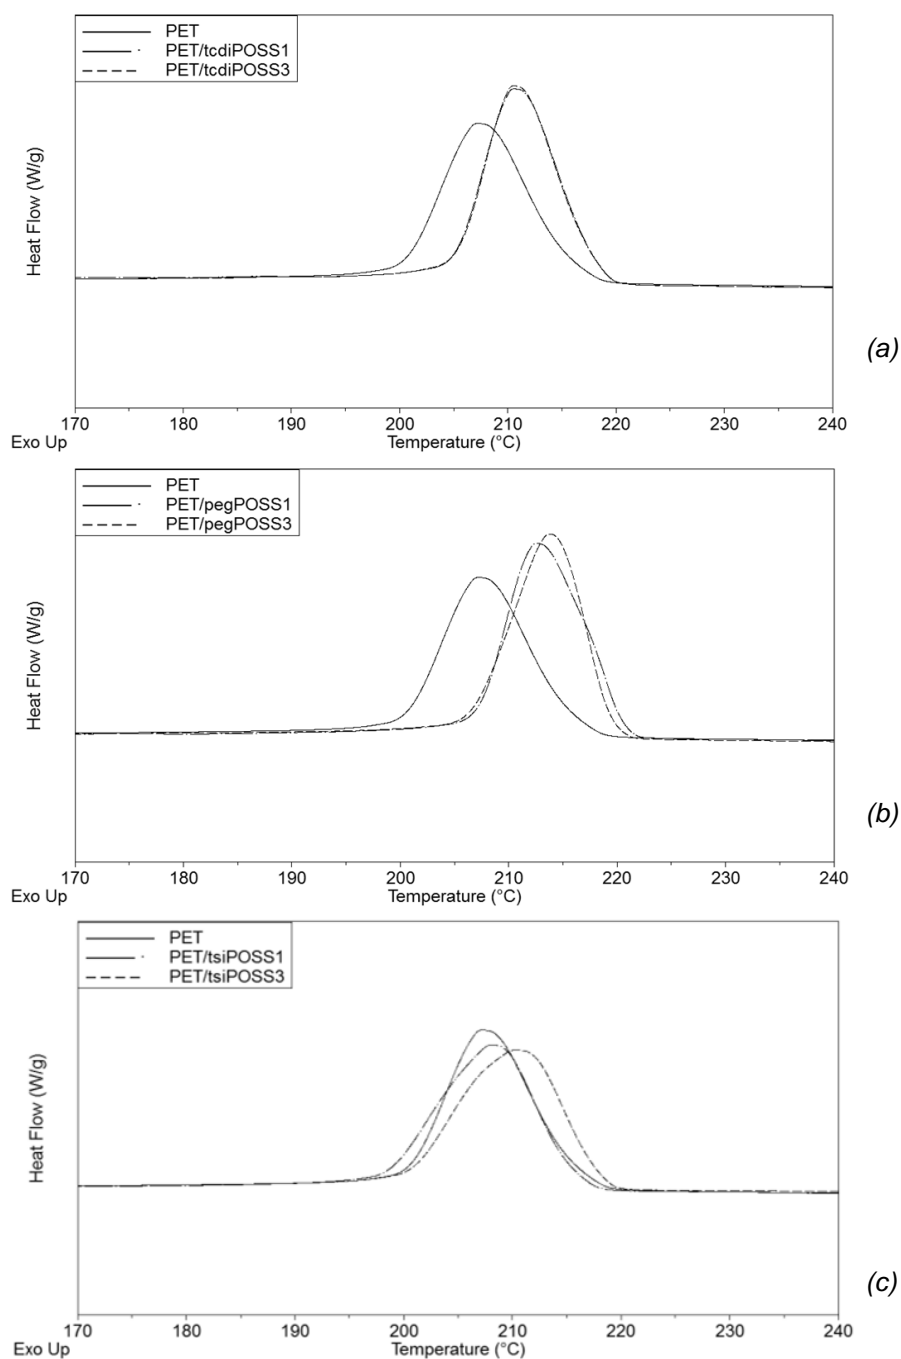 PET
PET/tcdiPOSS1
PET/tcdiPOSS3
Heat Flow (W/g)
(a)
170 180 190 200 210 220 230 240
Exo Up Temperature (°C)
PET
PET/pegPOSS1
PET/pegPOSS3
Heat Flow (W/g)
(b)
170 180 190 200 210 220 230 240
Exo Up Temperature (°C)
PET
PET/tsiPOSS1
PET/tsiPOSS3
Heat Flow (W/g)
(c)
170 180 190 200 210 220 230 240
Exo Up Temperature (°C)